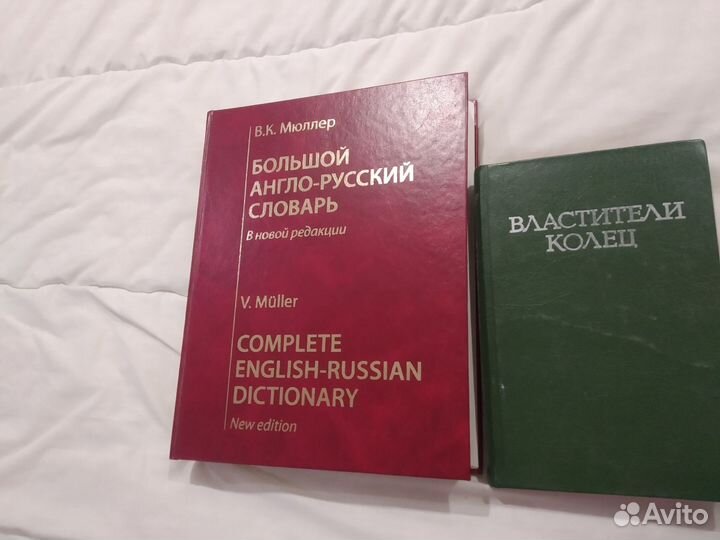 В.К. Мюллер
БОЛЬШОЙ
АНГЛО-РУССКИЙ
СЛОВАРЬ
В новой редакции
V. Müller
COMPLETE
ENGLISH-RUSSIAN
DICTIONARY
New edition
ВЛАСТИТЕЛИ
КОЛЕЦ
Avito